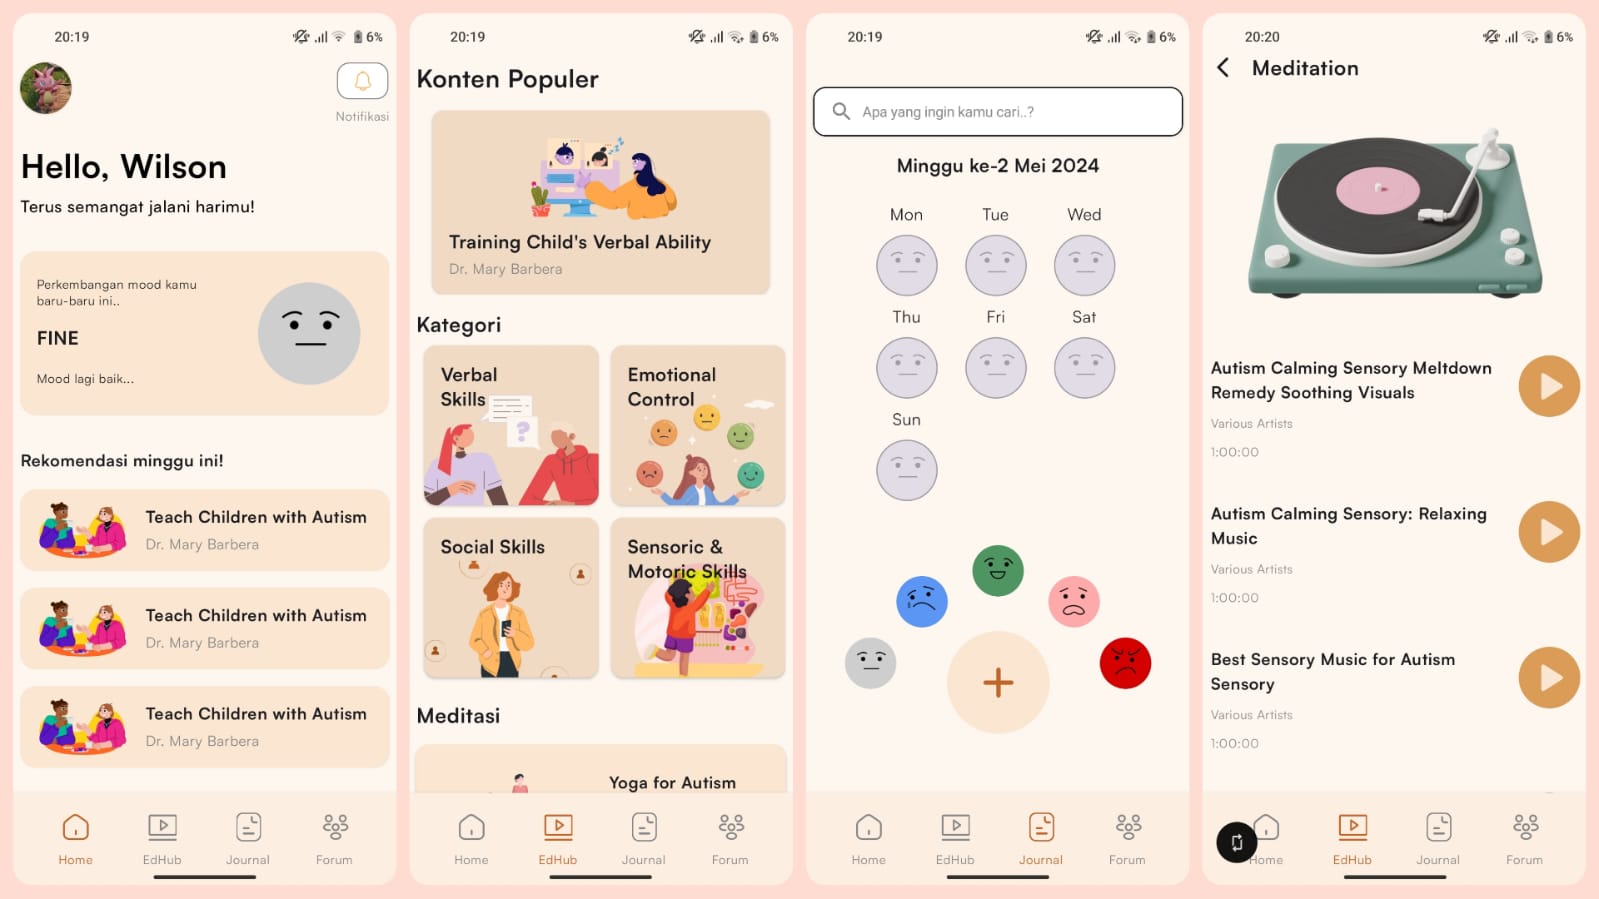 20:19
6%
Notifikasi
Hello, Wilson
Terus semangat jalani harimu!
Perkembangan mood kamu
baru-baru ini..
FINE
Mood lagi baik...
Rekomendasi minggu ini!
Teach Children with Autism
Dr. Mary Barbera
Teach Children with Autism
Dr. Mary Barbera
Teach Children with Autism
Dr. Mary Barbera
Home
EdHub
Journal
Forum
20:19
6%
Konten Populer
Training Child's Verbal Ability
Dr. Mary Barbera
Kategori
Verbal
Skills
?
Emotional
Control
Social Skills
Sensoric &
Motoric Skills
Meditasi
Yoga for Autism
Home
EdHub
Journal
Forum
20:19
6%
Apa yang ingin kamu cari..?
Minggu ke-2 Mei 2024
Mon Tue Wed
Thu Fri Sat
Sun
Home
EdHub
Journal
Forum
20:20
6%
Meditation
Autism Calming Sensory Meltdown
Remedy Soothing Visuals
Various Artists
1:00:00
Autism Calming Sensory: Relaxing
Music
Various Artists
1:00:00
Best Sensory Music for Autism
Sensory
Various Artists
1:00:00
Home
EdHub
Journal
Forum